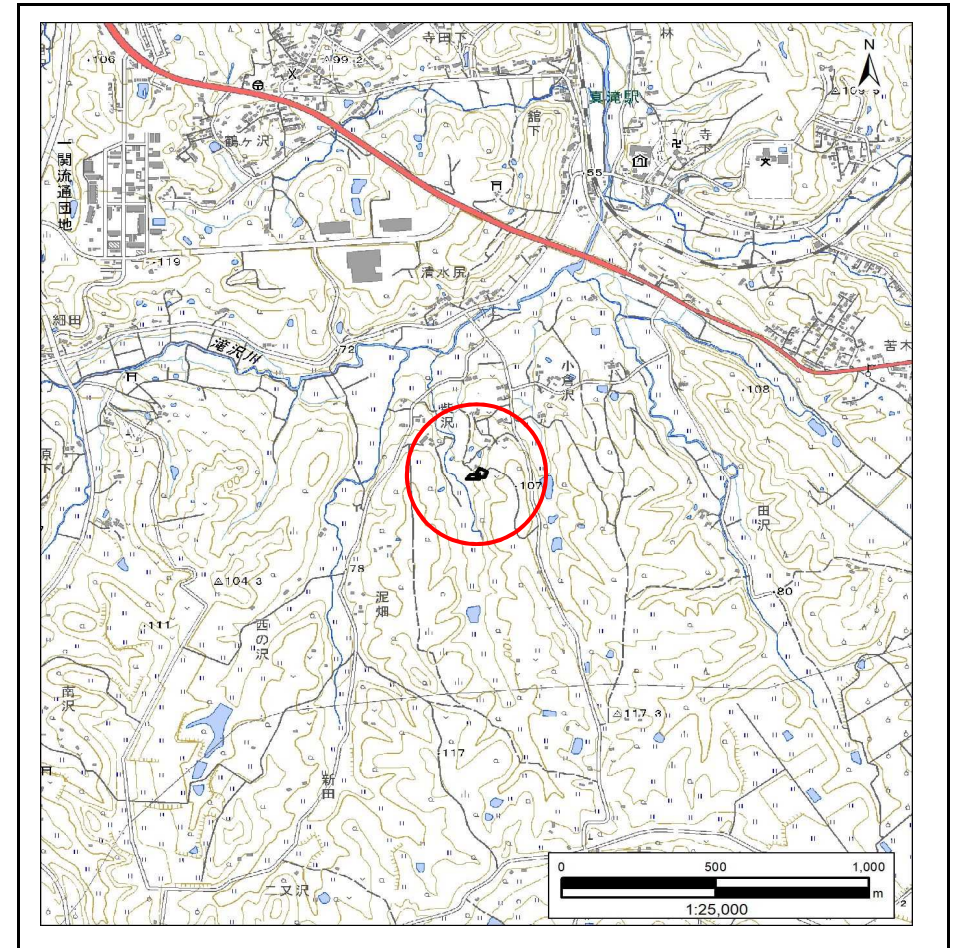 寺田下
林
N
・106
△99.2
真滝駅
△109.5
舘下
鶴ヶ沢
一関流通団地
・55
・119
清水尻
細田
滝沢川
72
小倉沢
苦木
・108
柴沢
原下
・107
田沢
78
△104.3
泥畑
・80
・111
西の沢
100
南沢
△117.3
・117
新田
二又沢
0 500 1,000
m
1:25,000